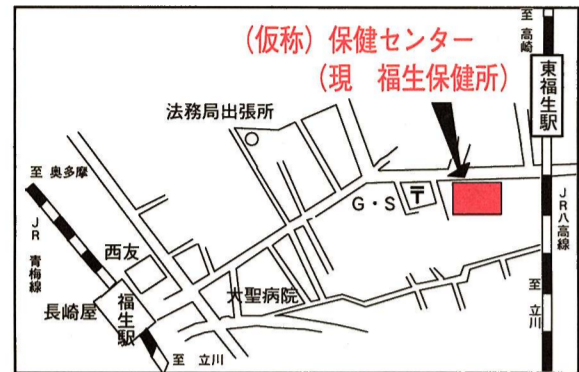 (仮称)保健センター
(現 福生保健所)
至 高崎
東福生駅
法務局出張所
至 奥多摩
G・S
〒
JR八高線
JR 青梅線
西友
大聖病院
長崎屋
福生駅
至 立川
至 立川